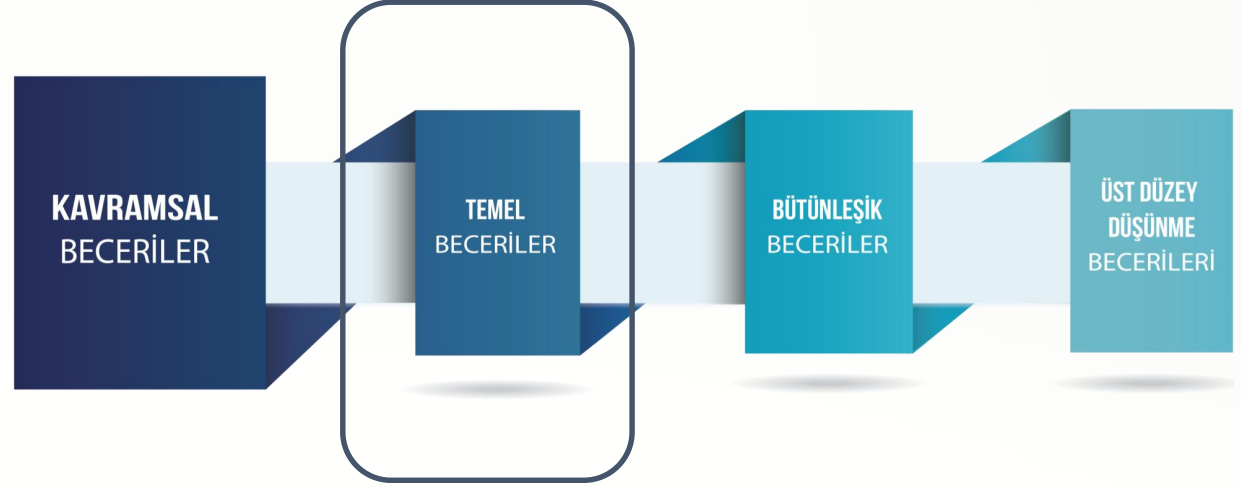 KAVRAMSAL
BECERİLER
TEMEL
BECERİLER
BÜTÜNLEŞİK
BECERİLER
ÜST DÜZEY
DÜŞÜNME
BECERİLERİ